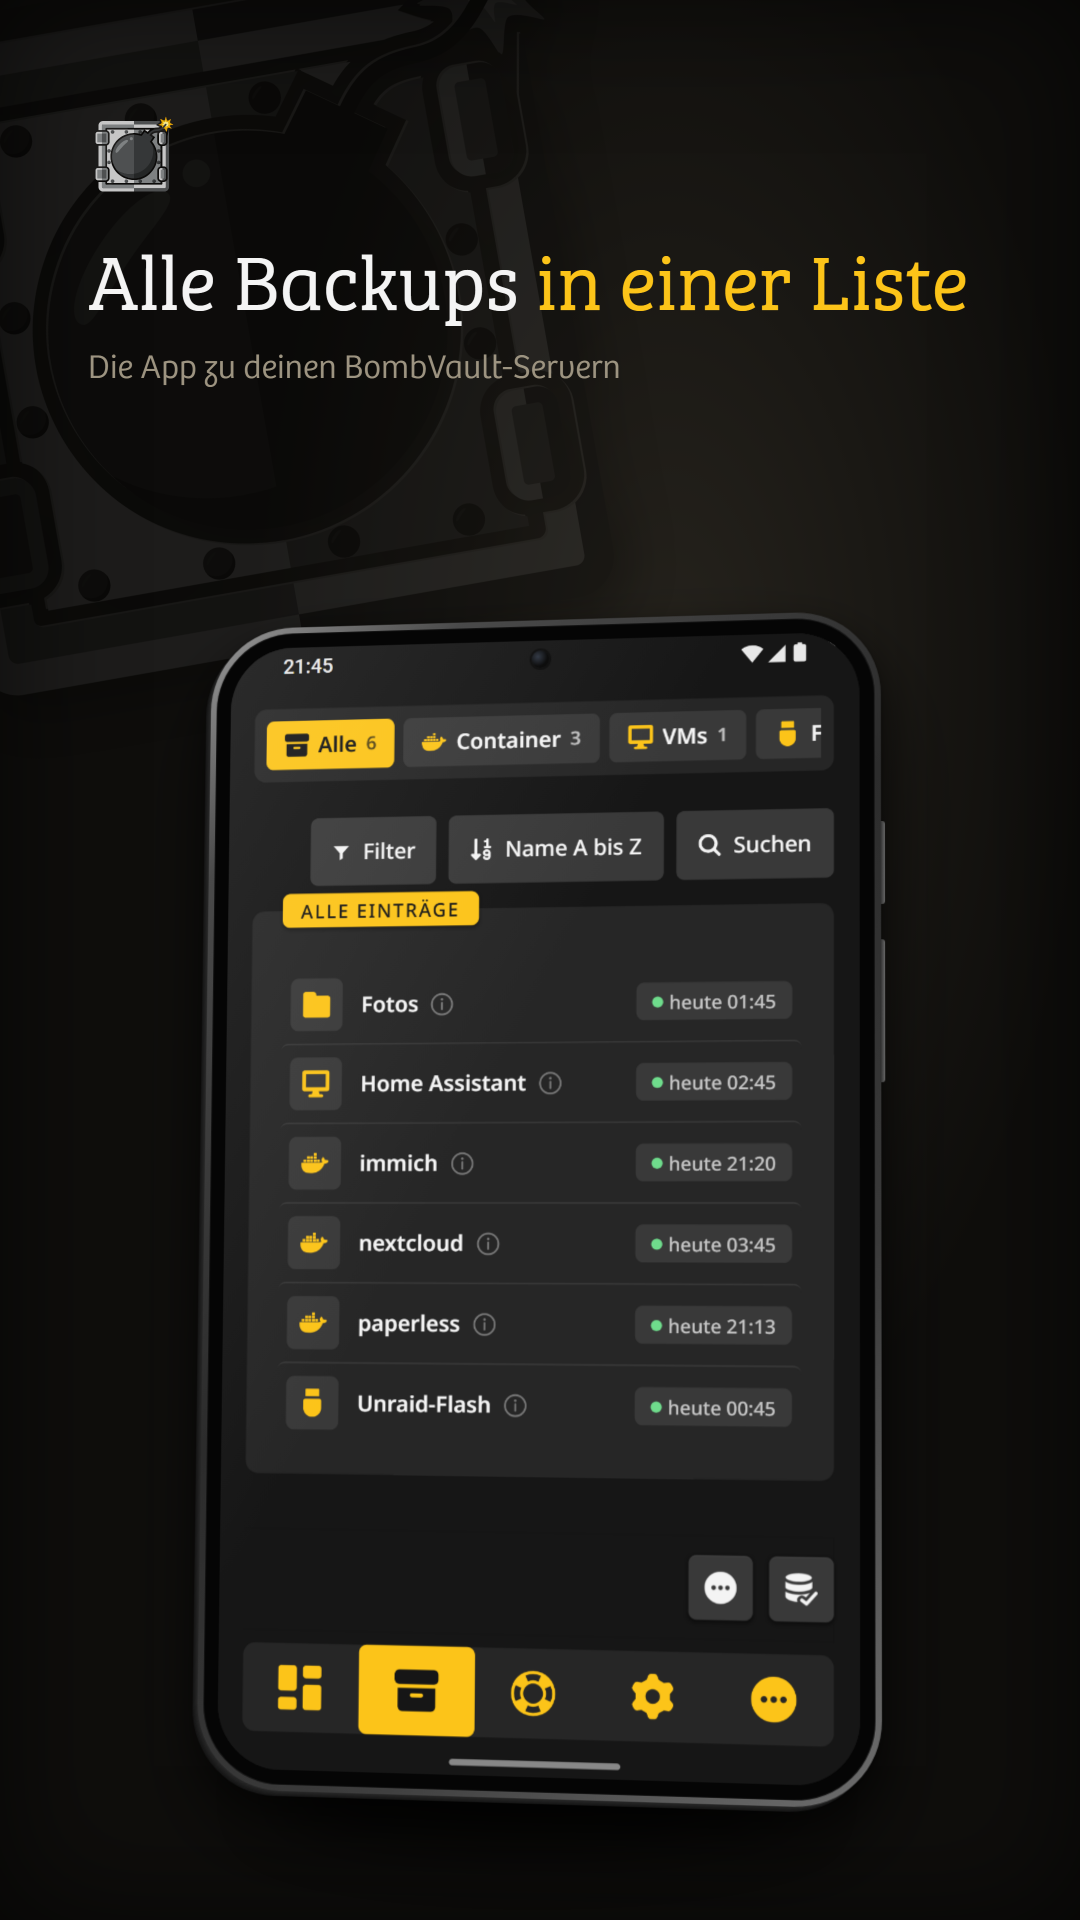 Alle Backups in einer Liste
Die App zu deinen BombVault-Servern
21:45
Alle 6 Container 3 VMs 1 F
Filter Name A bis Z Suchen
ALLE EINTRÄGE
Fotos heute 01:45
Home Assistant heute 02:45
immich heute 21:20
nextcloud heute 03:45
paperless heute 21:13
Unraid-Flash heute 00:45